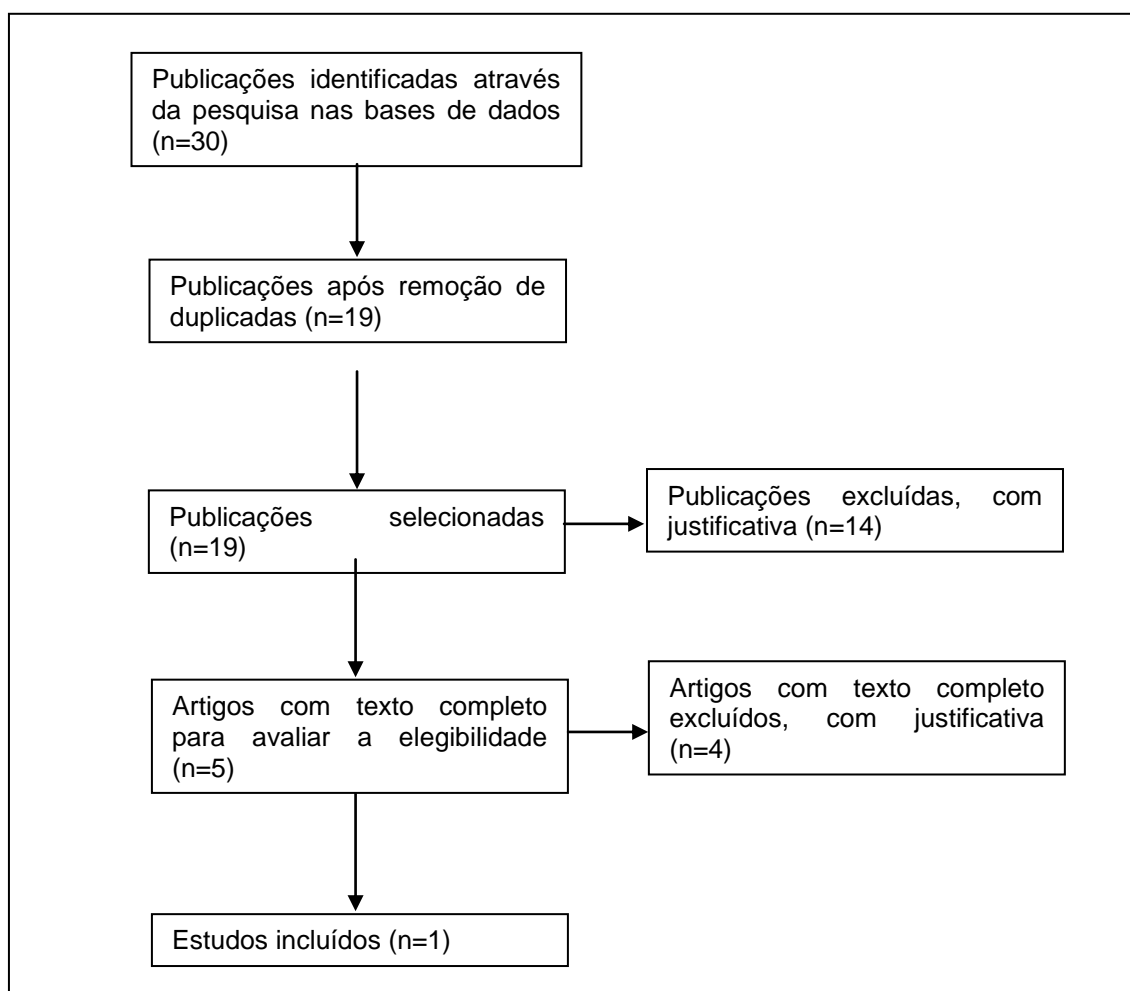 Publicações identificadas através
da pesquisa nas bases de dados
(n=30)
Publicações após remoção de
duplicadas (n=19)
Publicações selecionadas
(n=19)
Publicações excluídas, com
justificativa (n=14)
Artigos com texto completo
para avaliar a elegibilidade
(n=5)
Artigos com texto completo
excluídos, com justificativa
(n=4)
Estudos incluídos (n=1)